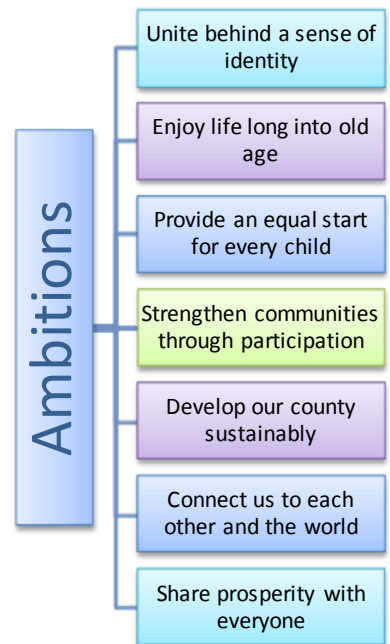 Ambitions
Unite behind a sense of
identity
Enjoy life long into old
age
Provide an equal start
for every child
Strengthen communities
through participation
Develop our county
sustainably
Connect us to each
other and the world
Share prosperity with
everyone